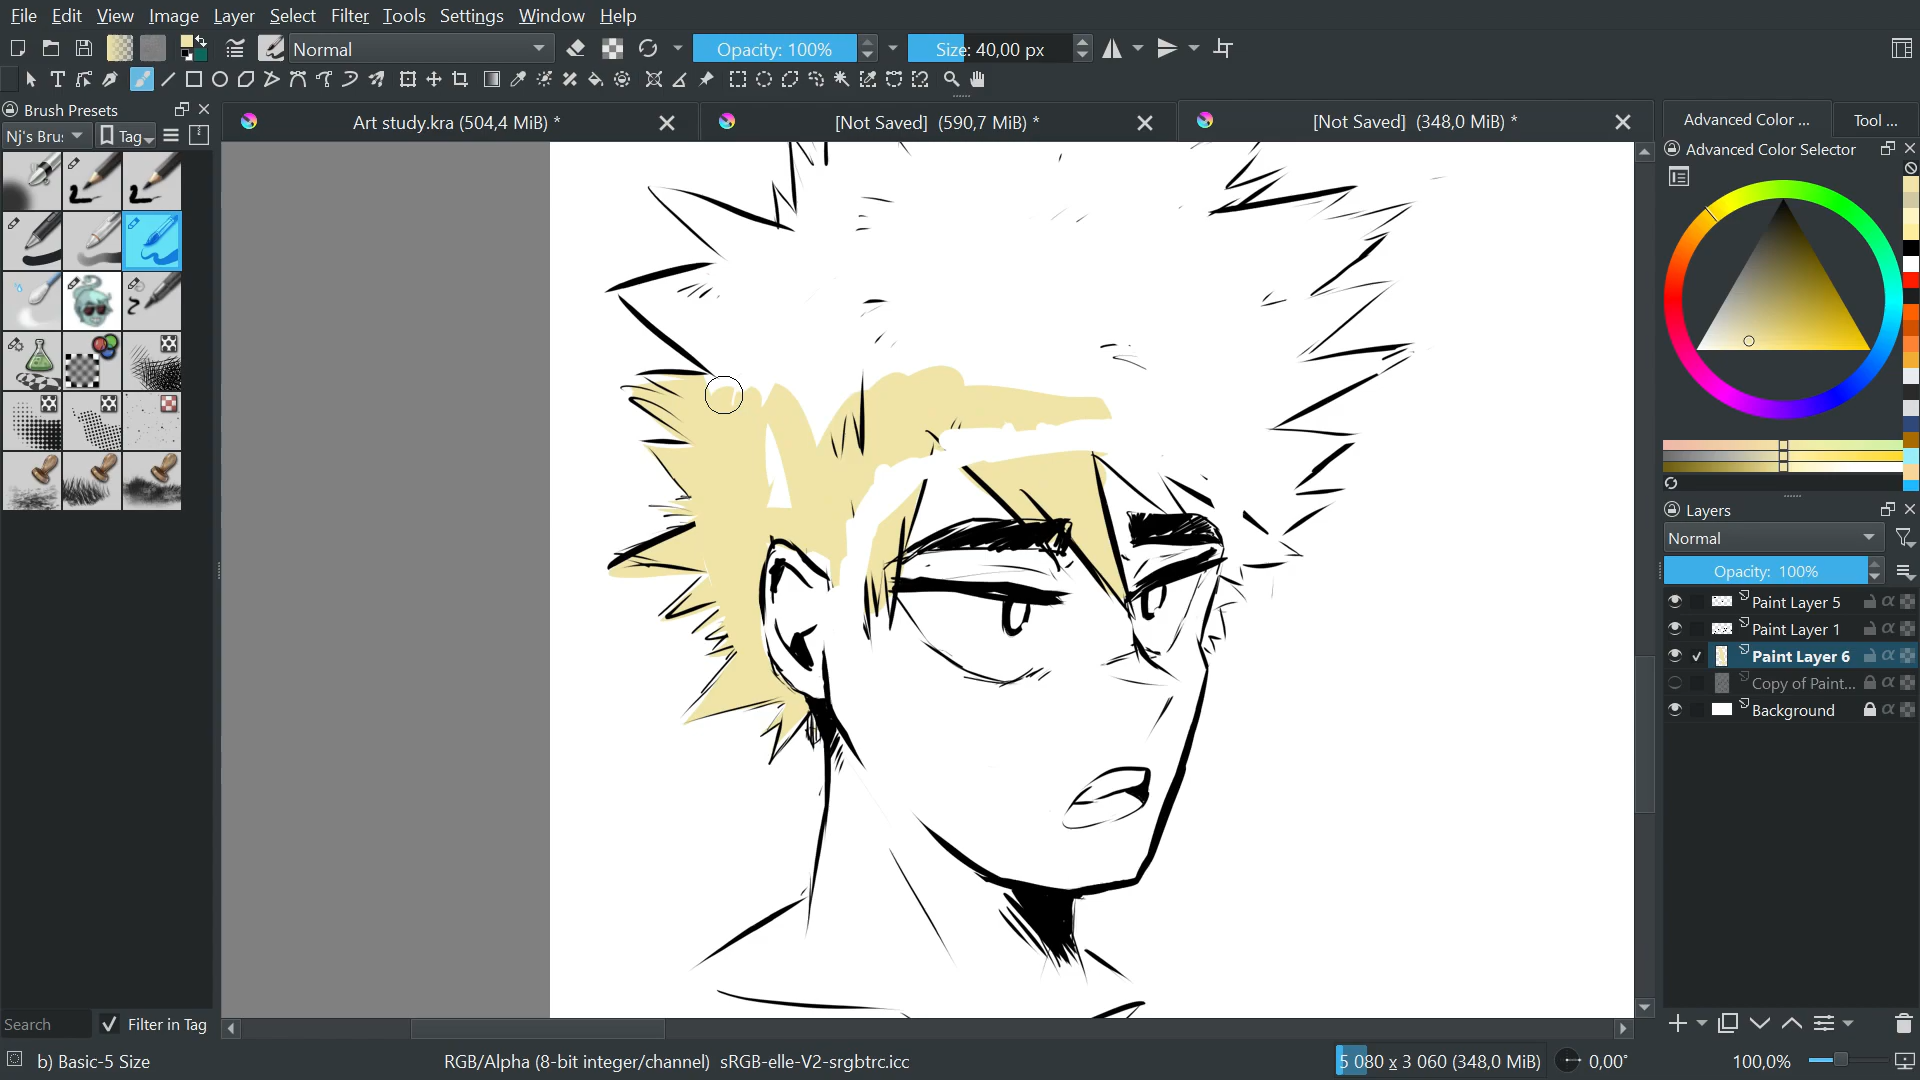 File Edit View Image Layer Select Filter Tools Settings Window Help
Normal
Opacity: 100%
Size: 40,00 px
Brush Presets
Nj's Bru:
Tag
Art study.kra (504,4 MiB) *
[Not Saved] (590,7 MiB) *
[Not Saved] (348,0 MiB) *
Advanced Color ...
Tool ...
Advanced Color Selector
Layers
Normal
Opacity: 100%
Paint Layer 5
Paint Layer 1
Paint Layer 6
Copy of Paint...
Background
Search
Filter in Tag
b) Basic-5 Size
RGB/Alpha (8-bit integer/channel) sRGB-elle-V2-srgbtrc.icc
5 080 x 3 060 (348,0 MiB)
0,00°
100,0%